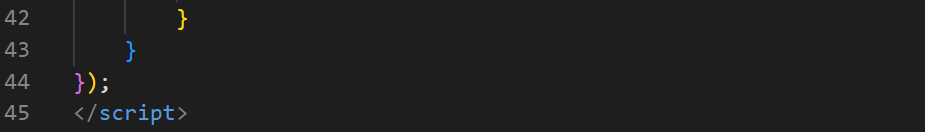 42            }
43        }
44    });
45    </script>